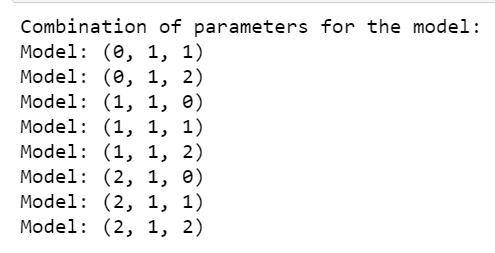 Combination of parameters for the model:
Model: (0, 1, 1)
Model: (0, 1, 2)
Model: (1, 1, 0)
Model: (1, 1, 1)
Model: (1, 1, 2)
Model: (2, 1, 0)
Model: (2, 1, 1)
Model: (2, 1, 2)